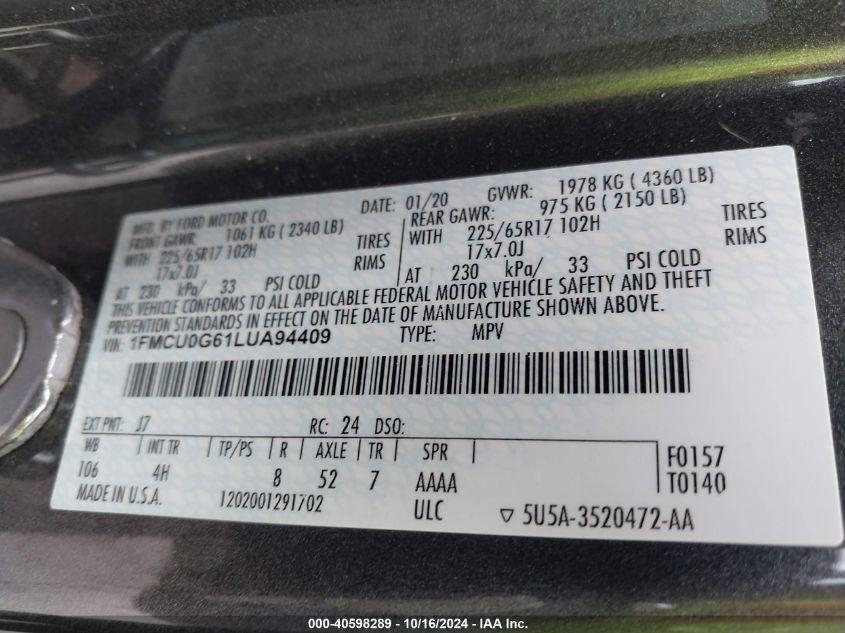 MFD. BY FORD MOTOR CO. DATE: 01/20 GVWR: 1978 KG ( 4360 LB)
FRONT GAWR: 1061 KG ( 2340 LB) REAR GAWR: 975 KG ( 2150 LB)
WITH 225/65R17 102H TIRES WITH 225/65R17 102H TIRES
17x7.0J RIMS 17x7.0J RIMS
AT 230 kPa/ 33 PSI COLD AT 230 kPa/ 33 PSI COLD
THIS VEHICLE CONFORMS TO ALL APPLICABLE FEDERAL MOTOR VEHICLE SAFETY AND THEFT
PREVENTION STANDARDS IN EFFECT ON THE DATE OF MANUFACTURE SHOWN ABOVE.
VIN: 1FMCU0G61LUA94409 TYPE: MPV
EXT PNT: J7 RC: 24 DSO:
WB INT TR TP/PS R AXLE TR SPR F0157
106 4H 8 52 7 AAAA T0140
MADE IN U.S.A. 1202001291702 ULC ▽ 5U5A-3520472-AA
000-40598289 - 10/16/2024 - IAA Inc.